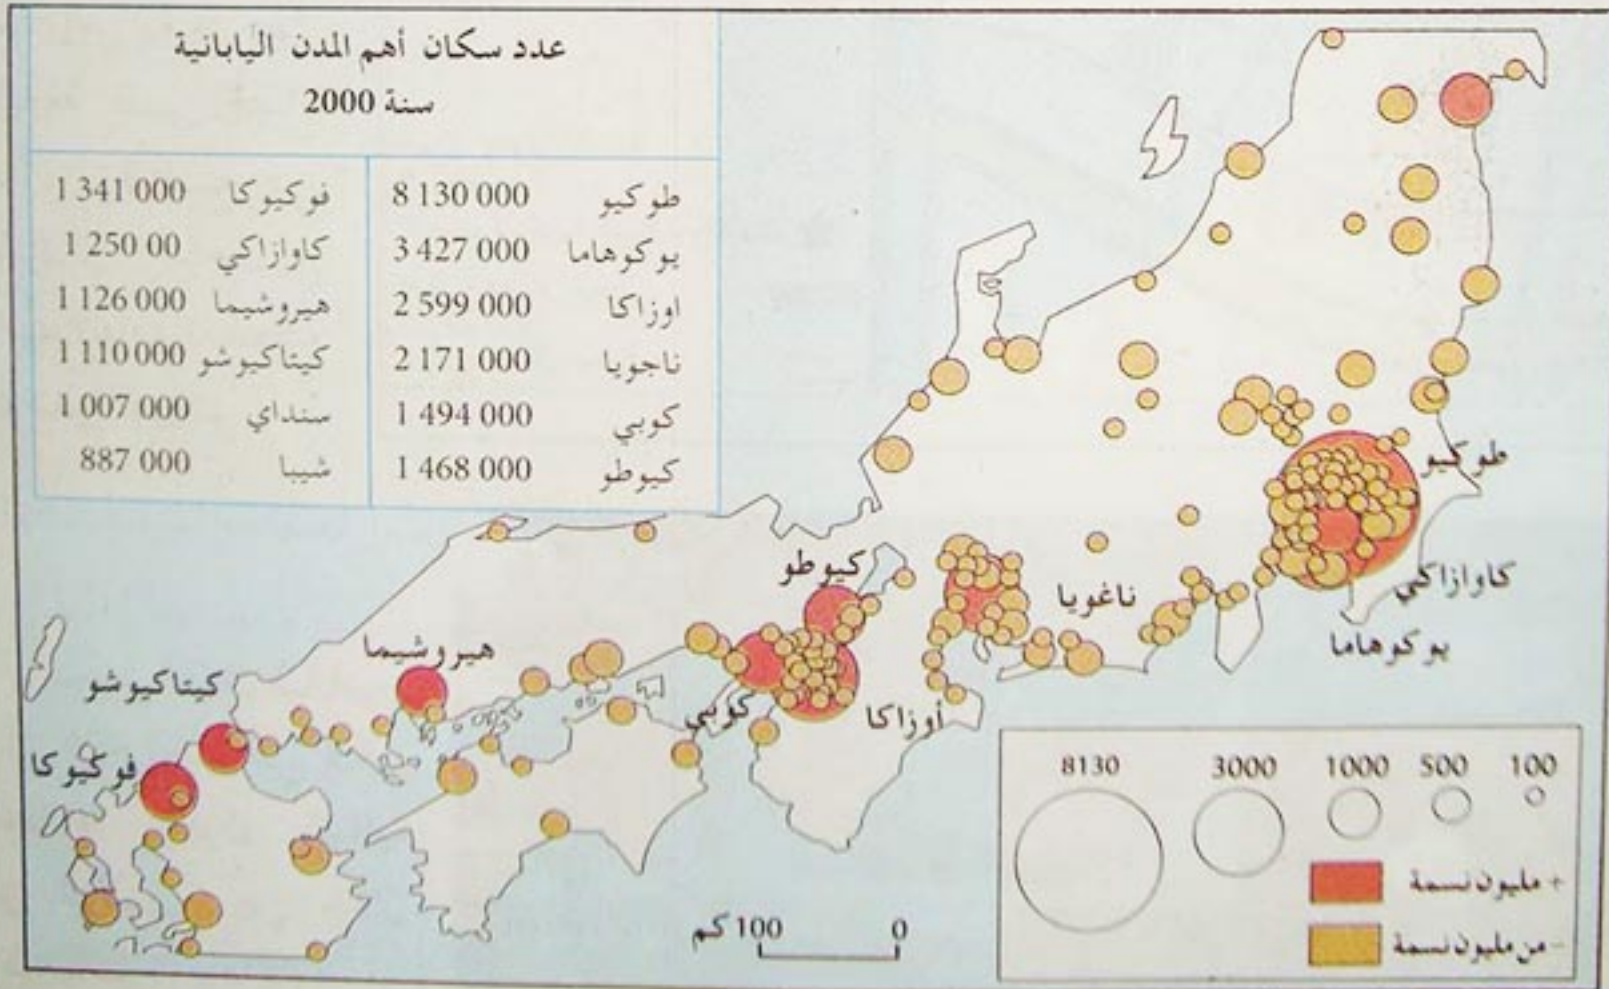 عدد سكان أهم المدن اليابانية
سنة 2000
طوكيو 8 130 000
يوكوهاما 3 427 000
اوزاكا 2 599 000
ناجويا 2 171 000
كوبي 1 494 000
كيوطو 1 468 000
فوكيوكا 1 341 000
كاوازاكي 1 250 00
هيروشيما 1 126 000
كيتاكيوشو 1 110 000
سنداي 1 007 000
شيبا 887 000
طوكيو
كاوازاكي
يوكوهاما
ناغويا
كيوطو
أوزاكا
كوبي
هيروشيما
كيتاكيوشو
فوكيوكا
8130 3000 1000 500 100
+ مليون نسمة
- من مليون نسمة
100 كم 0